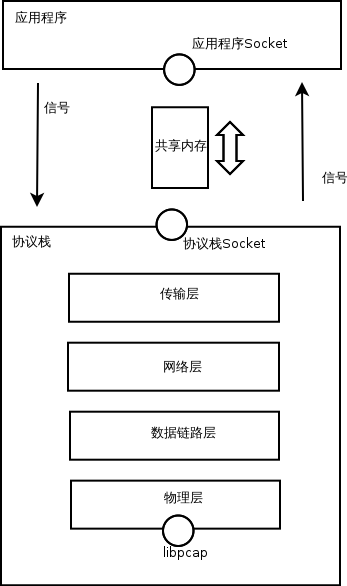 应用程序
应用程序Socket
信号
共享内存
信号
协议栈
协议栈Socket
传输层
网络层
数据链路层
物理层
libpcap